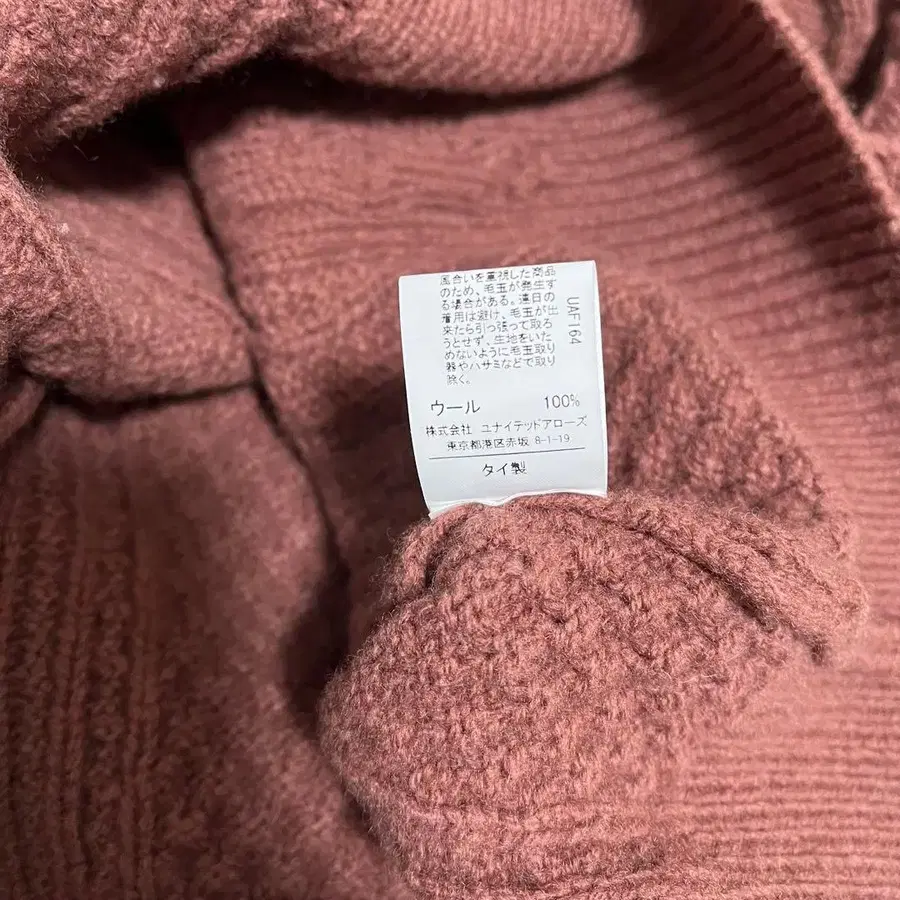 風合いを重視した商品
のため、毛玉が発生す
る場合がある。連日の
着用は避け、毛玉が出
来たら引っ張って取ろ
うとせず、生地をいた
めないように毛玉取り
器やハサミなどで取り
除く。
UAF164
ウール 100%
株式会社 ユナイテッドアローズ
東京都港区赤坂 8-1-19
タイ製